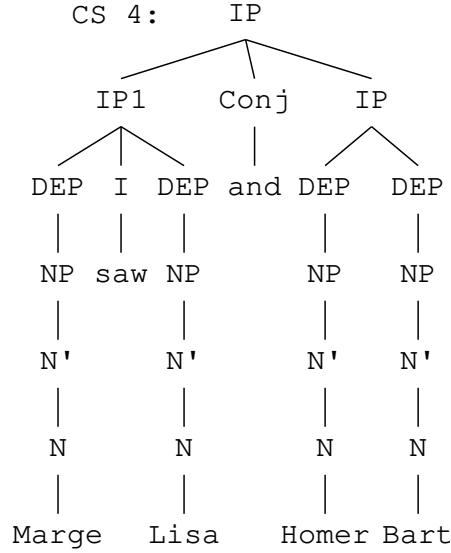 CS 4: IP
IP1 Conj IP
DEP I DEP and DEP DEP
NP saw NP NP NP
N' N' N' N'
N N N N
Marge Lisa Homer Bart